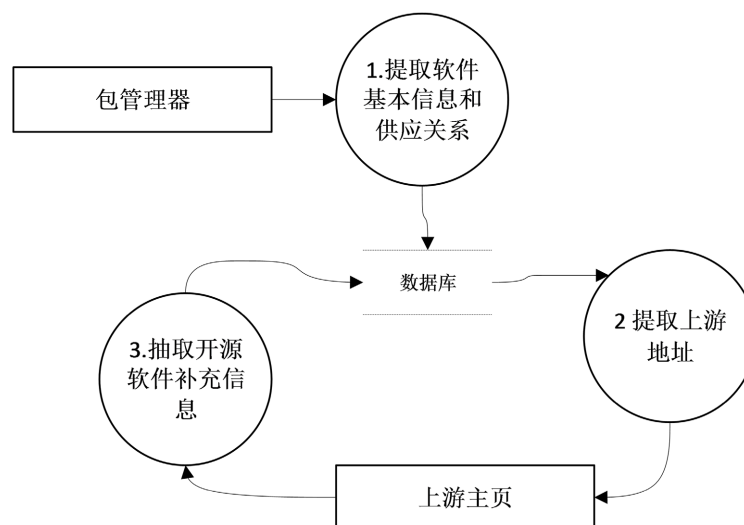 1.提取软件
基本信息和
供应关系
包管理器
数据库
2 提取上游
地址
3.抽取开源
软件补充信
息
上游主页